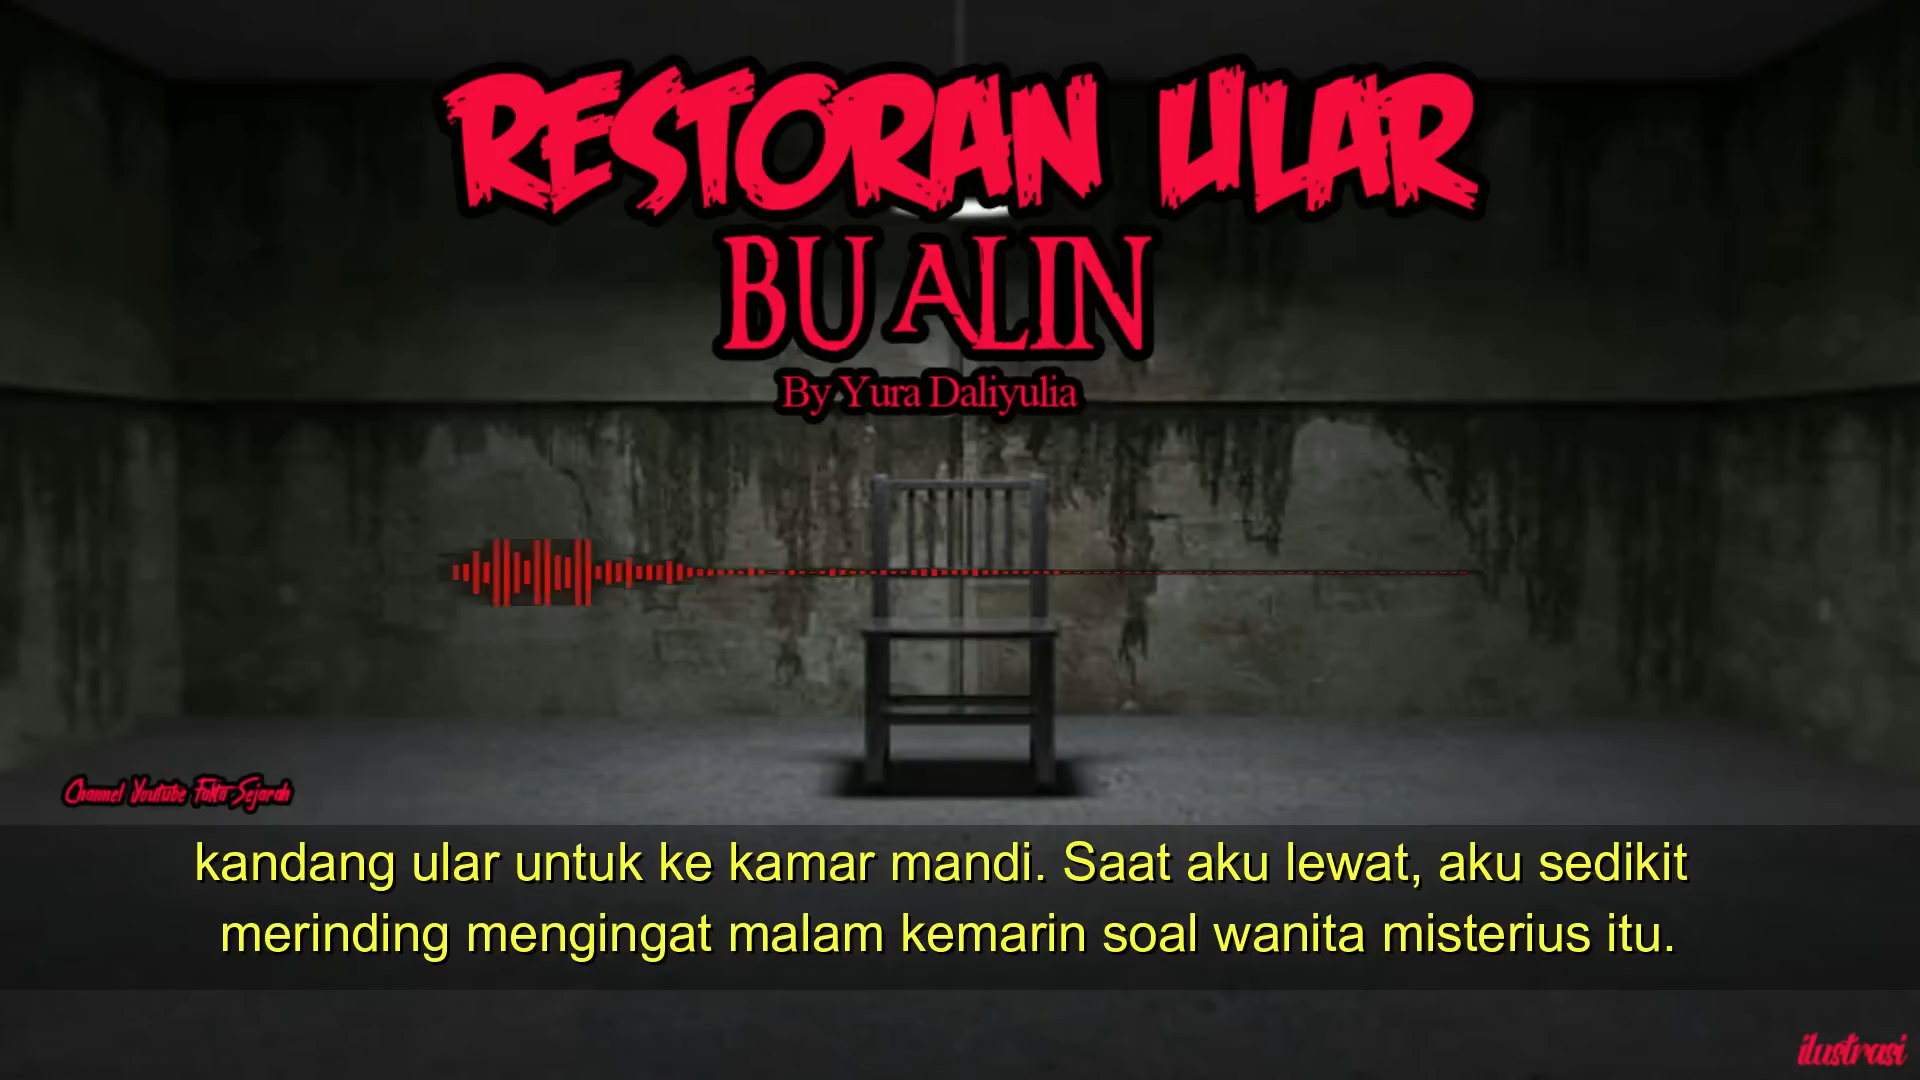 RESTORAN ULAR
BU ALIN
By Yura Daliyulia
Channel Youtube Fakta Sejarah
kandang ular untuk ke kamar mandi. Saat aku lewat, aku sedikit
merinding mengingat malam kemarin soal wanita misterius itu.
ilustrasi